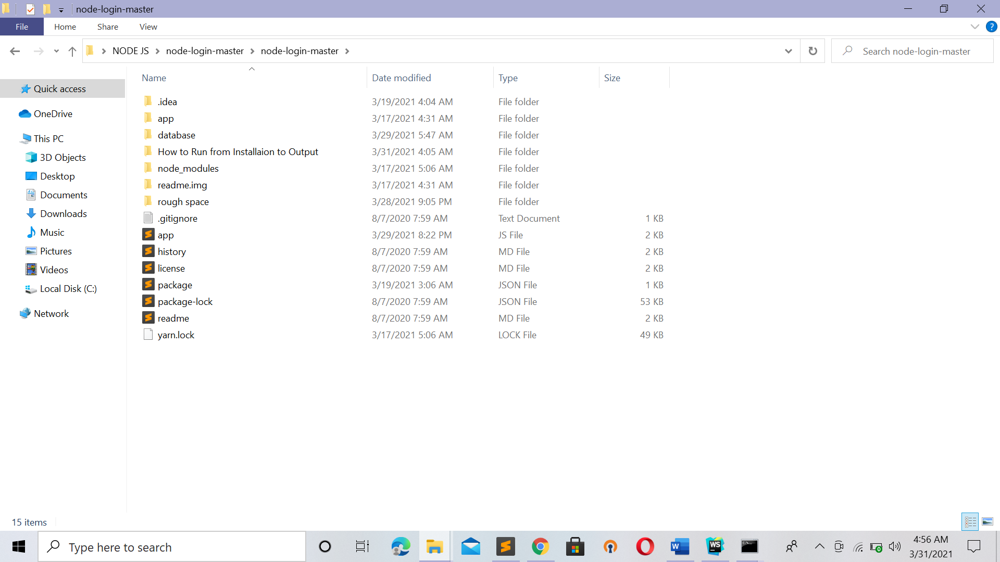 node-login-master
File Home Share View
NODE JS node-login-master node-login-master
Search node-login-master
Name Date modified Type Size
Quick access
OneDrive
This PC
3D Objects
Desktop
Documents
Downloads
Music
Pictures
Videos
Local Disk (C:)
Network
.idea 3/19/2021 4:04 AM File folder
app 3/17/2021 4:31 AM File folder
database 3/29/2021 5:47 AM File folder
How to Run from Installaion to Output 3/31/2021 4:05 AM File folder
node_modules 3/17/2021 5:06 AM File folder
readme.img 3/17/2021 4:31 AM File folder
rough space 3/28/2021 9:05 PM File folder
.gitignore 8/7/2020 7:59 AM Text Document 1 KB
app 3/29/2021 8:22 PM JS File 2 KB
history 8/7/2020 7:59 AM MD File 2 KB
license 8/7/2020 7:59 AM MD File 2 KB
package 3/19/2021 3:06 AM JSON File 1 KB
package-lock 8/7/2020 7:59 AM JSON File 53 KB
readme 8/7/2020 7:59 AM MD File 2 KB
yarn.lock 3/17/2021 5:06 AM LOCK File 49 KB
15 items
Type here to search
W
WS
4:56 AM
3/31/2021